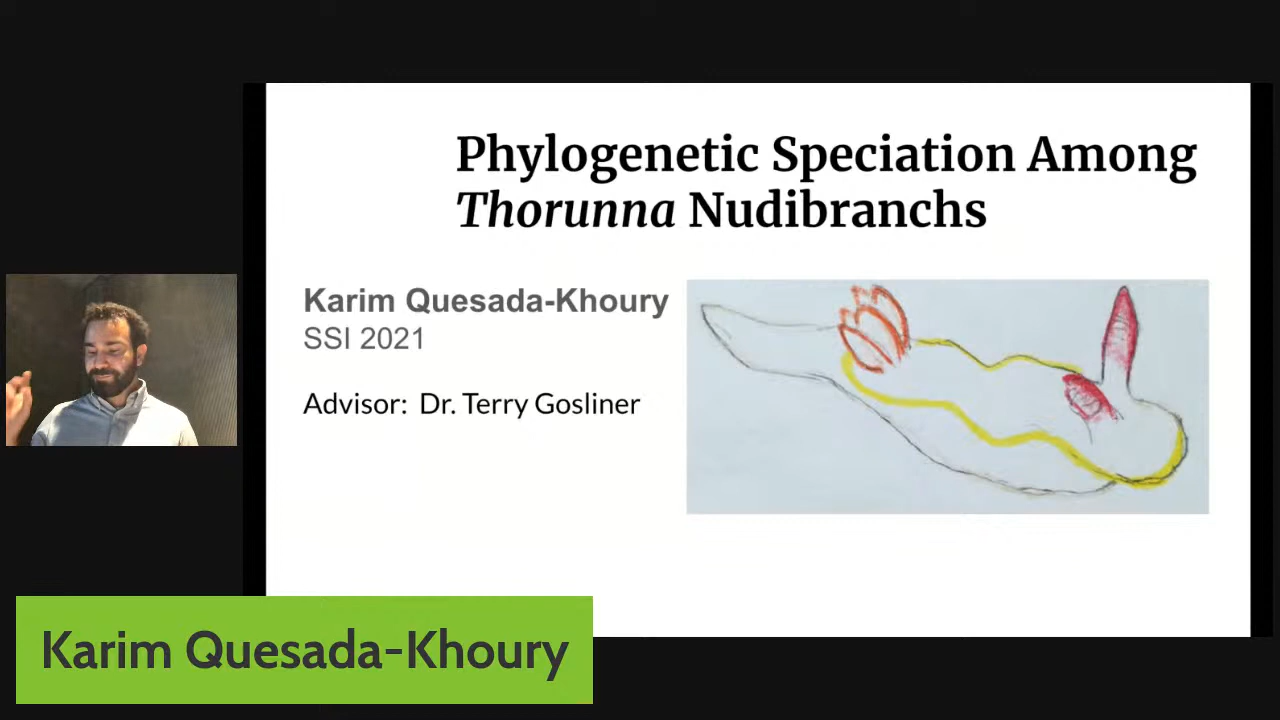 Phylogenetic Speciation Among
Thorunna Nudibranchs
Karim Quesada-Khoury
SSI 2021
Advisor: Dr. Terry Gosliner
Karim Quesada-Khoury